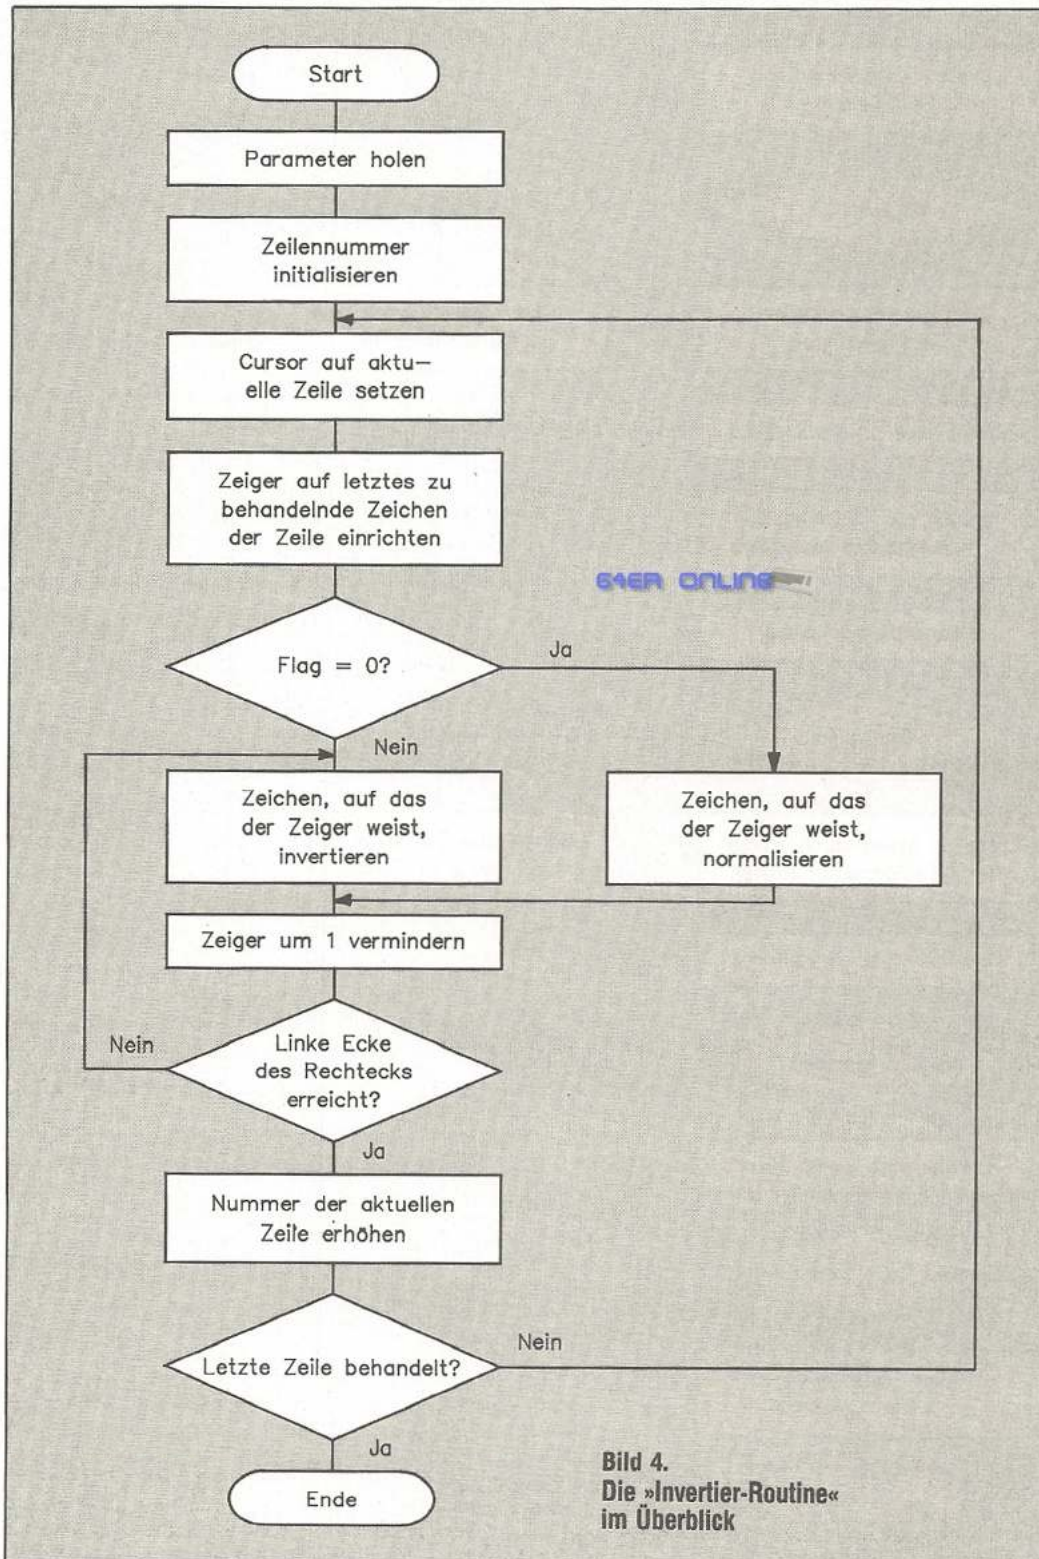 Start
Parameter holen
Zeilennummer
initialisieren
Cursor auf aktu-
elle Zeile setzen
Zeiger auf letztes zu
behandelnde Zeichen
der Zeile einrichten
64ER ONLINE
Flag = 0?
Ja
Nein
Zeichen, auf das
der Zeiger weist,
invertieren
Zeichen, auf das
der Zeiger weist,
normalisieren
Zeiger um 1 vermindern
Nein
Linke Ecke
des Rechtecks
erreicht?
Ja
Nummer der aktuellen
Zeile erhöhen
Nein
Letzte Zeile behandelt?
Ja
Ende
Bild 4.
Die »Invertier-Routine«
im Überblick